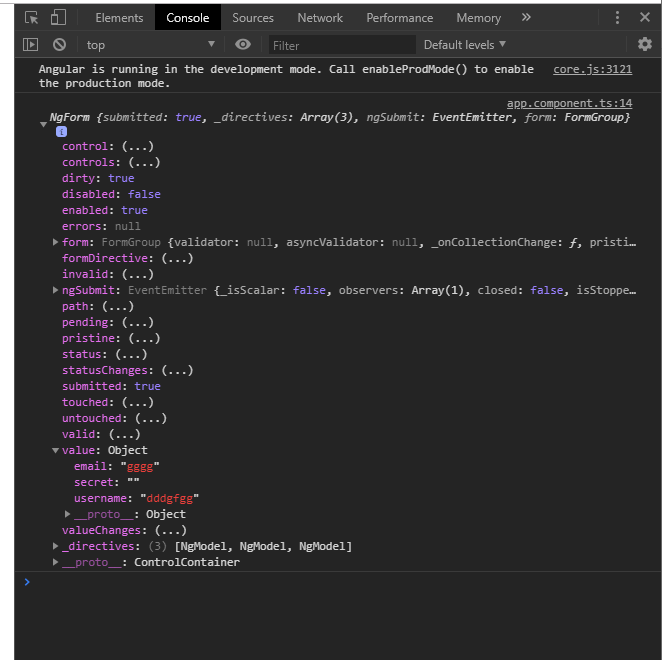 Elements Console Sources Network Performance Memory »
top Filter Default levels
Angular is running in the development mode. Call enableProdMode() to enable core.js:3121
the production mode.
app.component.ts:14
NgForm {submitted: true, _directives: Array(3), ngSubmit: EventEmitter, form: FormGroup}
i
control: (...)
controls: (...)
dirty: true
disabled: false
enabled: true
errors: null
form: FormGroup {validator: null, asyncValidator: null, _onCollectionChange: ƒ, pristi…
formDirective: (...)
invalid: (...)
ngSubmit: EventEmitter {_isScalar: false, observers: Array(1), closed: false, isStoppe…
path: (...)
pending: (...)
pristine: (...)
status: (...)
statusChanges: (...)
submitted: true
touched: (...)
untouched: (...)
valid: (...)
value: Object
email: "gggg"
secret: ""
username: "dddgfgg"
__proto__: Object
valueChanges: (...)
_directives: (3) [NgModel, NgModel, NgModel]
__proto__: ControlContainer